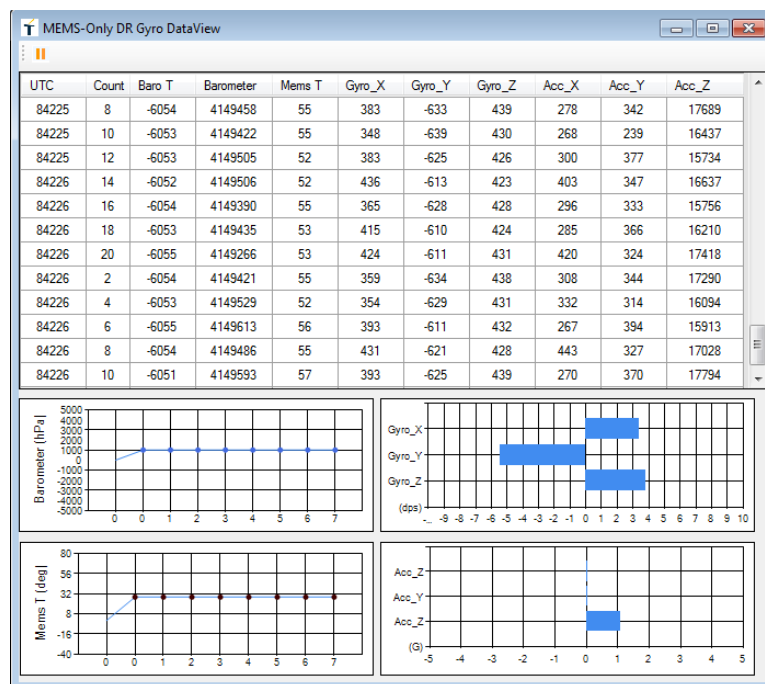 MEMS-Only DR Gyro DataView
UTC Count Baro T Barometer Mems T Gyro_X Gyro_Y Gyro_Z Acc_X Acc_Y Acc_Z
84225 8 -6054 4149458 55 383 -633 439 278 342 17689
84225 10 -6053 4149422 55 348 -639 430 268 239 16437
84225 12 -6053 4149505 52 383 -625 426 300 377 15734
84226 14 -6052 4149506 52 436 -613 423 403 347 16637
84226 16 -6054 4149390 55 365 -628 428 296 333 15756
84226 18 -6053 4149435 53 415 -610 424 285 366 16210
84226 20 -6055 4149266 53 424 -611 431 420 324 17418
84226 2 -6054 4149421 55 359 -634 438 308 344 17290
84226 4 -6053 4149529 52 354 -629 431 332 314 16094
84226 6 -6055 4149613 56 393 -611 432 267 394 15913
84226 8 -6054 4149486 55 431 -621 428 443 327 17028
84226 10 -6051 4149593 57 393 -625 439 270 370 17794
Barometer [hPa]
5000
4000
3000
2000
1000
0
-1000
-2000
-3000
-4000
-5000
0 0 1 2 3 4 5 6 7
Gyro_X
Gyro_Y
Gyro_Z
(dps)
-_ -9 -8 -7 -6 -5 -4 -3 -2 -1 0 1 2 3 4 5 6 7 8 9 10
Mems T [deg]
80
56
32
8
-16
-40
0 0 1 2 3 4 5 6 7
Acc_Z
Acc_Y
Acc_Z
(G)
-5 -4 -3 -2 -1 0 1 2 3 4 5